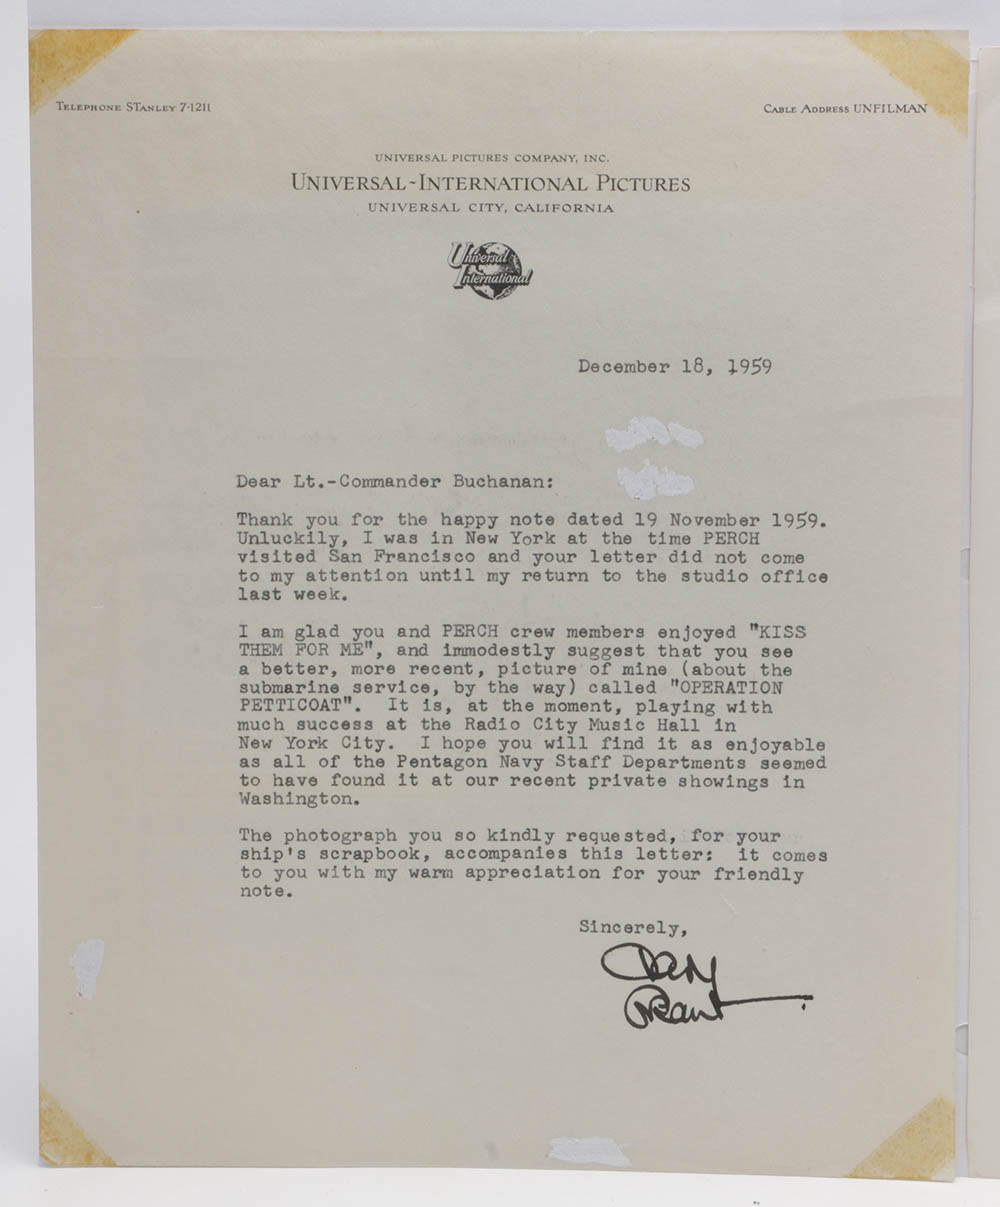 TELEPHONE STANLEY 7-1211
CABLE ADDRESS UNFILMAN
UNIVERSAL PICTURES COMPANY, INC.
UNIVERSAL-INTERNATIONAL PICTURES
UNIVERSAL CITY, CALIFORNIA
Universal
International
December 18, 1959
Dear Lt.-Commander Buchanan:
Thank you for the happy note dated 19 November 1959.
Unluckily, I was in New York at the time PERCH
visited San Francisco and your letter did not come
to my attention until my return to the studio office
last week.
I am glad you and PERCH crew members enjoyed "KISS
THEM FOR ME", and immodestly suggest that you see
a better, more recent, picture of mine (about the
submarine service, by the way) called "OPERATION
PETTICOAT". It is, at the moment, playing with
much success at the Radio City Music Hall in
New York City. I hope you will find it as enjoyable
as all of the Pentagon Navy Staff Departments seemed
to have found it at our recent private showings in
Washington.
The photograph you so kindly requested, for your
ship's scrapbook, accompanies this letter: it comes
to you with my warm appreciation for your friendly
note.
Sincerely,
Cary
Grant